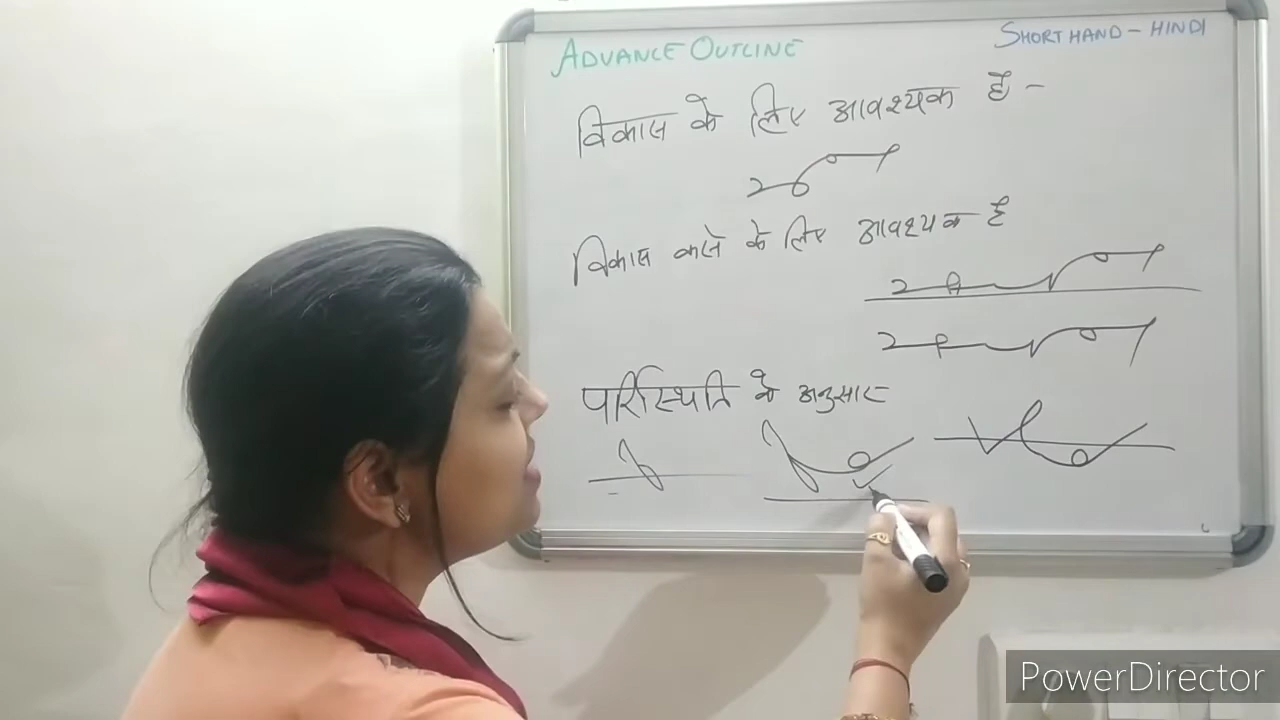 ADVANCE OUTLINE
SHORT HAND - HINDI
विकास के लिए आवश्यक है -
विकास करने के लिए आवश्यक है
परिस्थिति के अनुसार
PowerDirector